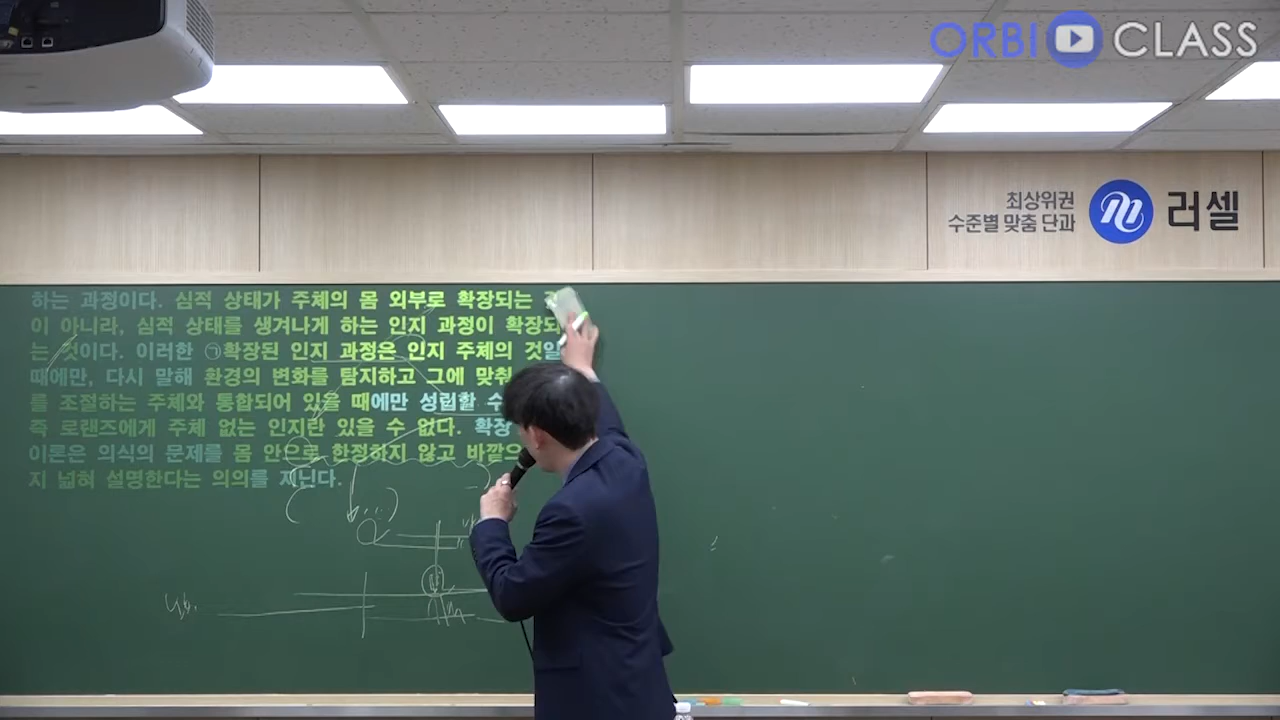 ORBI CLASS
최상위권
수준별 맞춤 단과
러셀
하는 과정이다. 심적 상태가 주체의 몸 외부로 확장되는
이 아니라, 심적 상태를 생겨나게 하는 인지 과정이 확장되
는 것이다. 이러한 ㉠확장된 인지 과정은 인지 주체의 것일
때에만, 다시 말해 환경의 변화를 탐지하고 그에 맞춰
를 조절하는 주체와 통합되어 있을 때에만 성립할 수
즉 로랜즈에게 주체 없는 인지란 있을 수 없다. 확장
이론은 의식의 문제를 몸 안으로 한정하지 않고 바깥으
지 넓혀 설명한다는 의의를 지닌다.